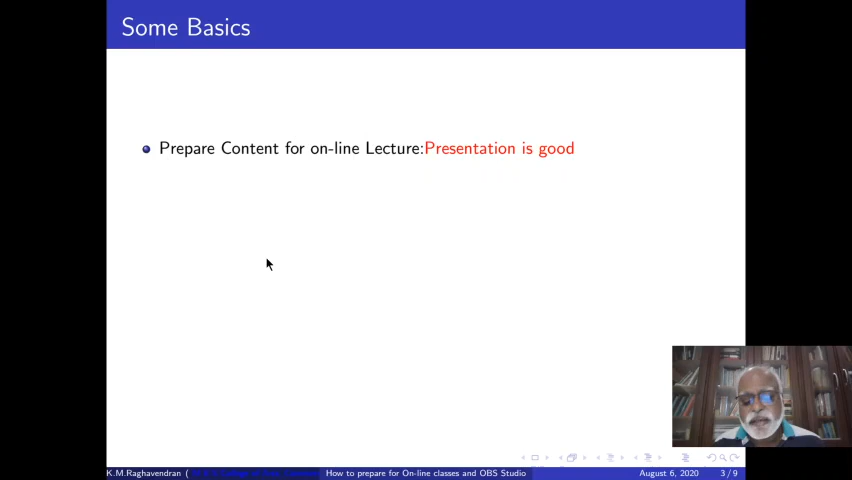 Some Basics
Prepare Content for on-line Lecture:Presentation is good
K.M.Raghavendran (
How to prepare for On-line classes and OBS Studio
August 6, 2020
3 / 9